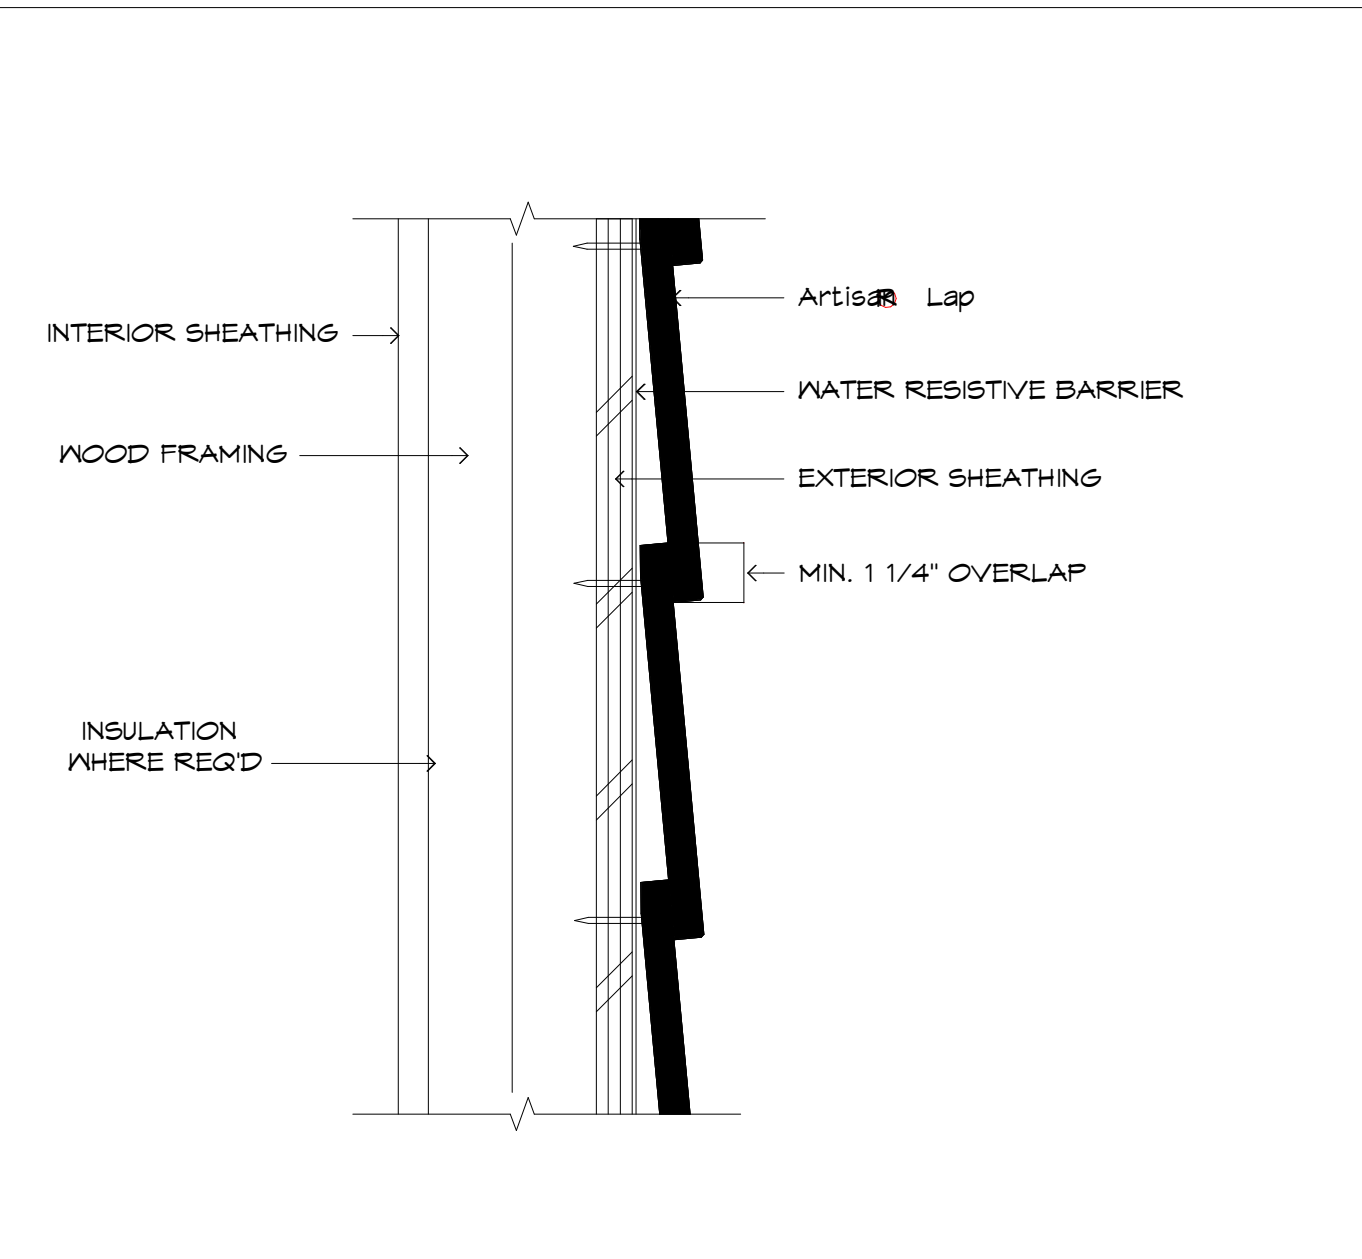 Artisan® Lap
INTERIOR SHEATHING
WATER RESISTIVE BARRIER
WOOD FRAMING
EXTERIOR SHEATHING
MIN. 1 1/4" OVERLAP
INSULATION
WHERE REQ'D